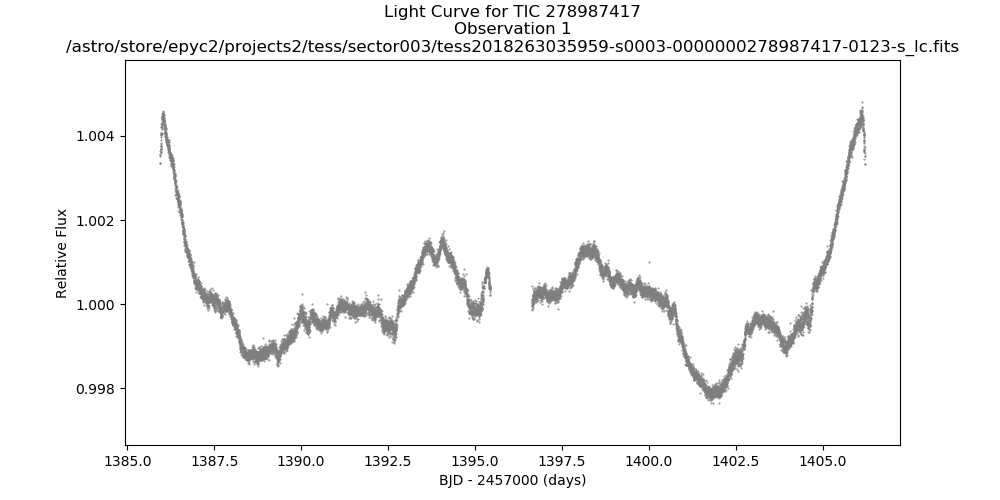 Light Curve for TIC 278987417
Observation 1
/astro/store/epyc2/projects2/tess/sector003/tess2018263035959-s0003-0000000278987417-0123-s_lc.fits
1.004
1.002
1.000
0.998
Relative Flux
1385.0 1387.5 1390.0 1392.5 1395.0 1397.5 1400.0 1402.5 1405.0
BJD - 2457000 (days)